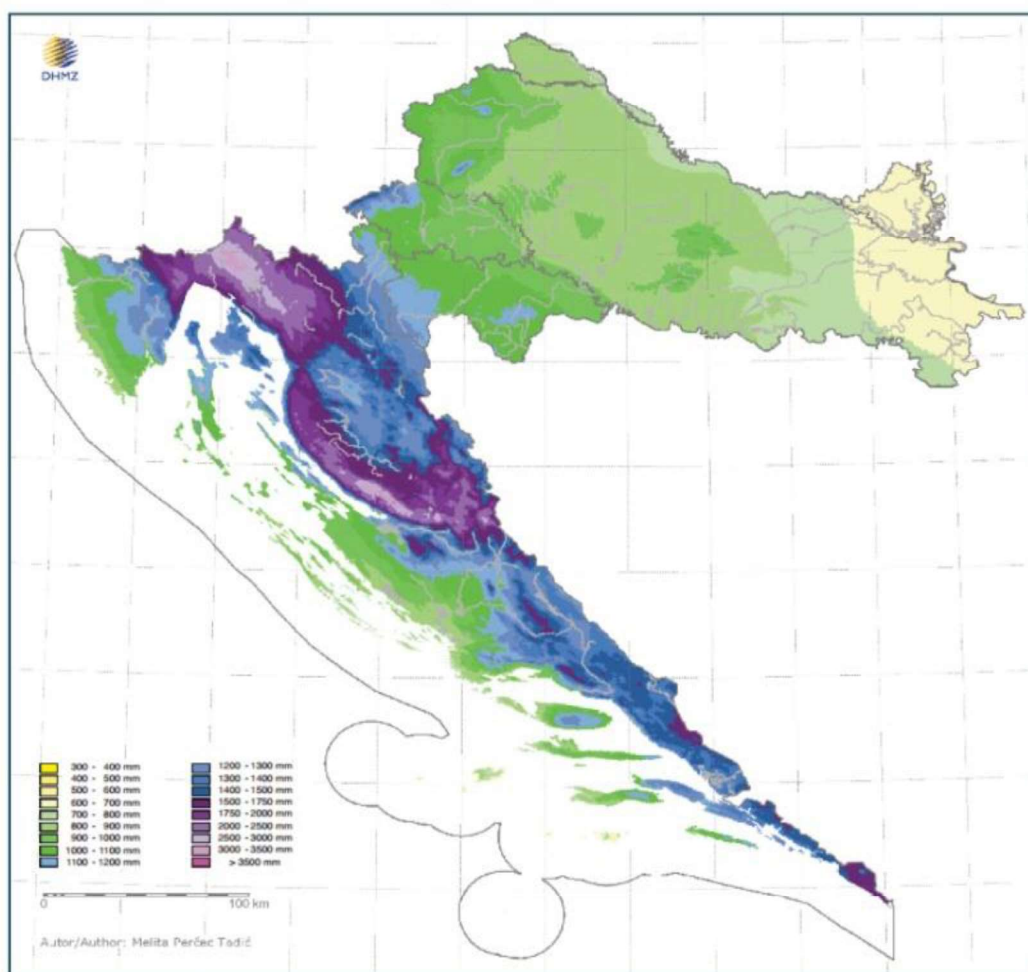 DHMZ
300 - 400 mm
400 - 500 mm
500 - 600 mm
600 - 700 mm
700 - 800 mm
800 - 900 mm
900 - 1000 mm
1000 - 1100 mm
1100 - 1200 mm
1200 - 1300 mm
1300 - 1400 mm
1400 - 1500 mm
1500 - 1750 mm
1750 - 2000 mm
2000 - 2500 mm
2500 - 3000 mm
3000 - 3500 mm
> 3500 mm
0 100 km
Autor/Author: Melita Perčec Tadić